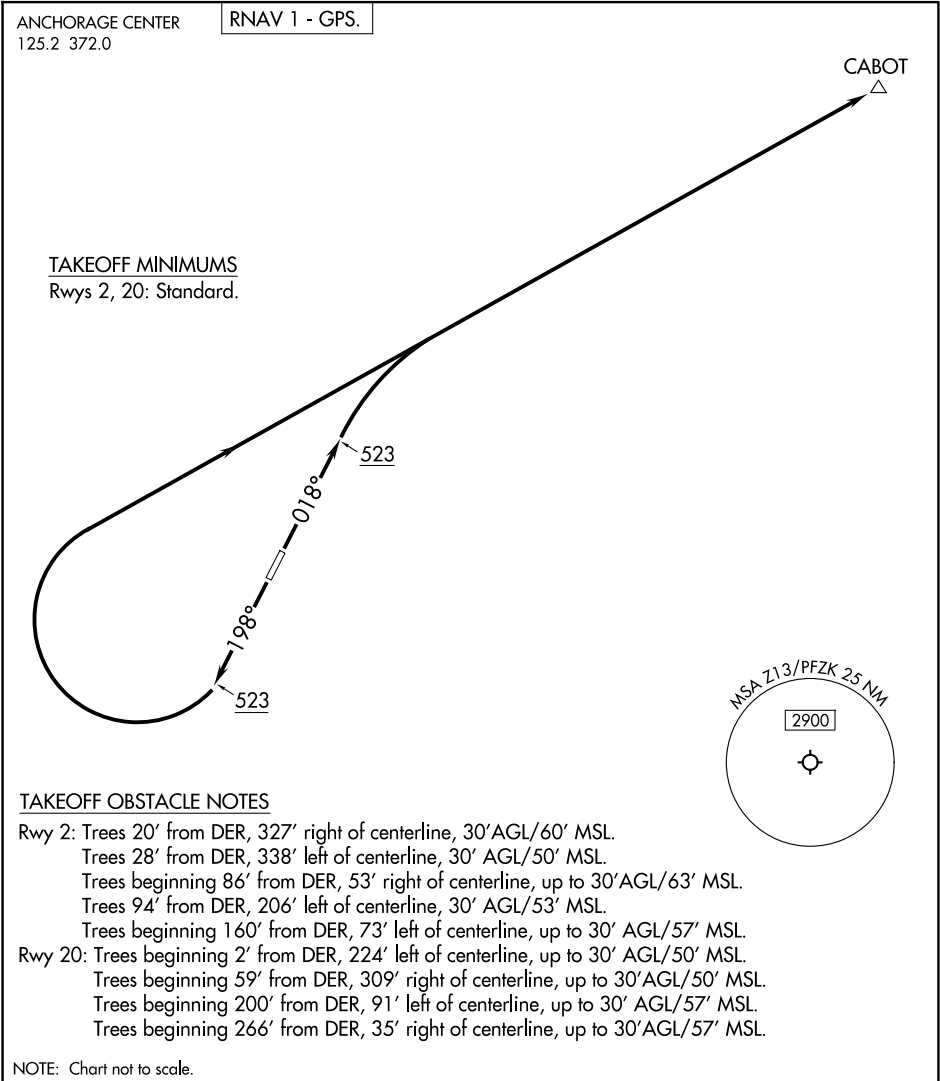 ANCHORAGE CENTER
125.2 372.0
RNAV 1 - GPS.
CABOT
TAKEOFF MINIMUMS
Rwys 2, 20: Standard.
523
018°
198°
523
MSA Z13/PFZK 25 NM
2900
TAKEOFF OBSTACLE NOTES
Rwy 2: Trees 20' from DER, 327' right of centerline, 30'AGL/60' MSL.
Trees 28' from DER, 338' left of centerline, 30' AGL/50' MSL.
Trees beginning 86' from DER, 53' right of centerline, up to 30'AGL/63' MSL.
Trees 94' from DER, 206' left of centerline, 30' AGL/53' MSL.
Trees beginning 160' from DER, 73' left of centerline, up to 30' AGL/57' MSL.
Rwy 20: Trees beginning 2' from DER, 224' left of centerline, up to 30' AGL/50' MSL.
Trees beginning 59' from DER, 309' right of centerline, up to 30'AGL/50' MSL.
Trees beginning 200' from DER, 91' left of centerline, up to 30' AGL/57' MSL.
Trees beginning 266' from DER, 35' right of centerline, up to 30'AGL/57' MSL.
NOTE: Chart not to scale.